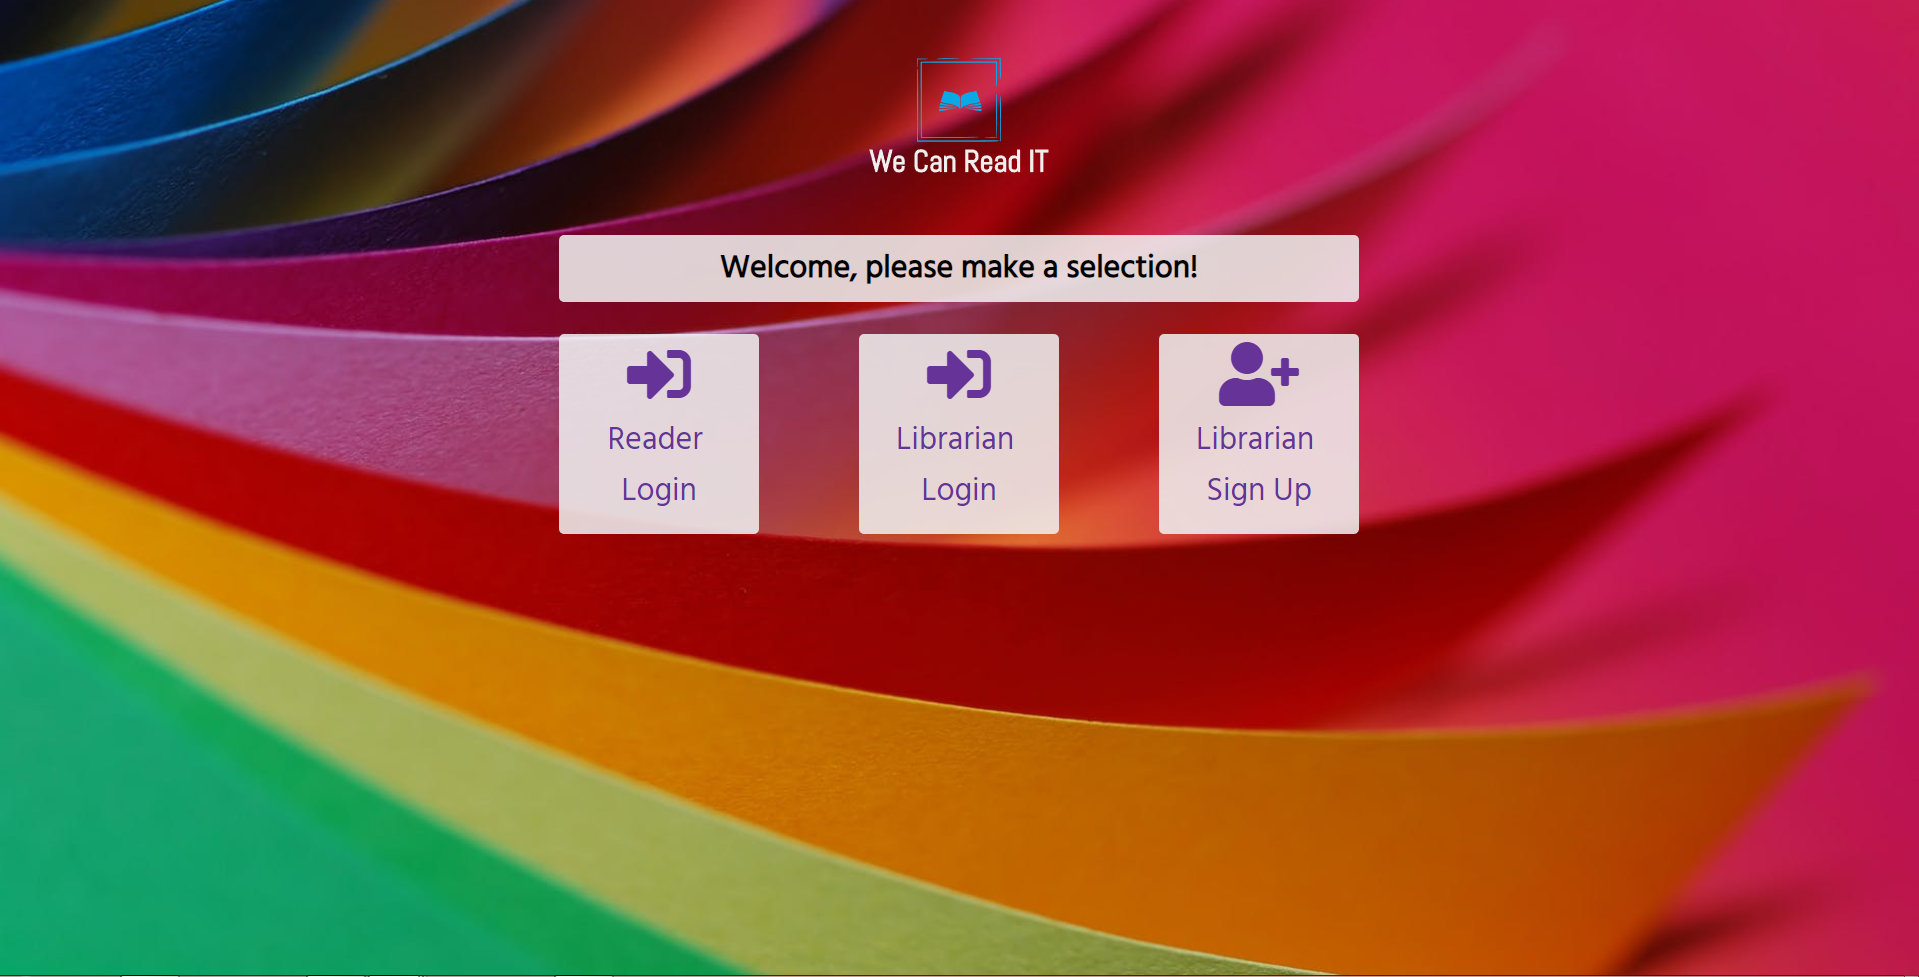 We Can Read IT
Welcome, please make a selection!
Reader
Login
Librarian
Login
Librarian
Sign Up